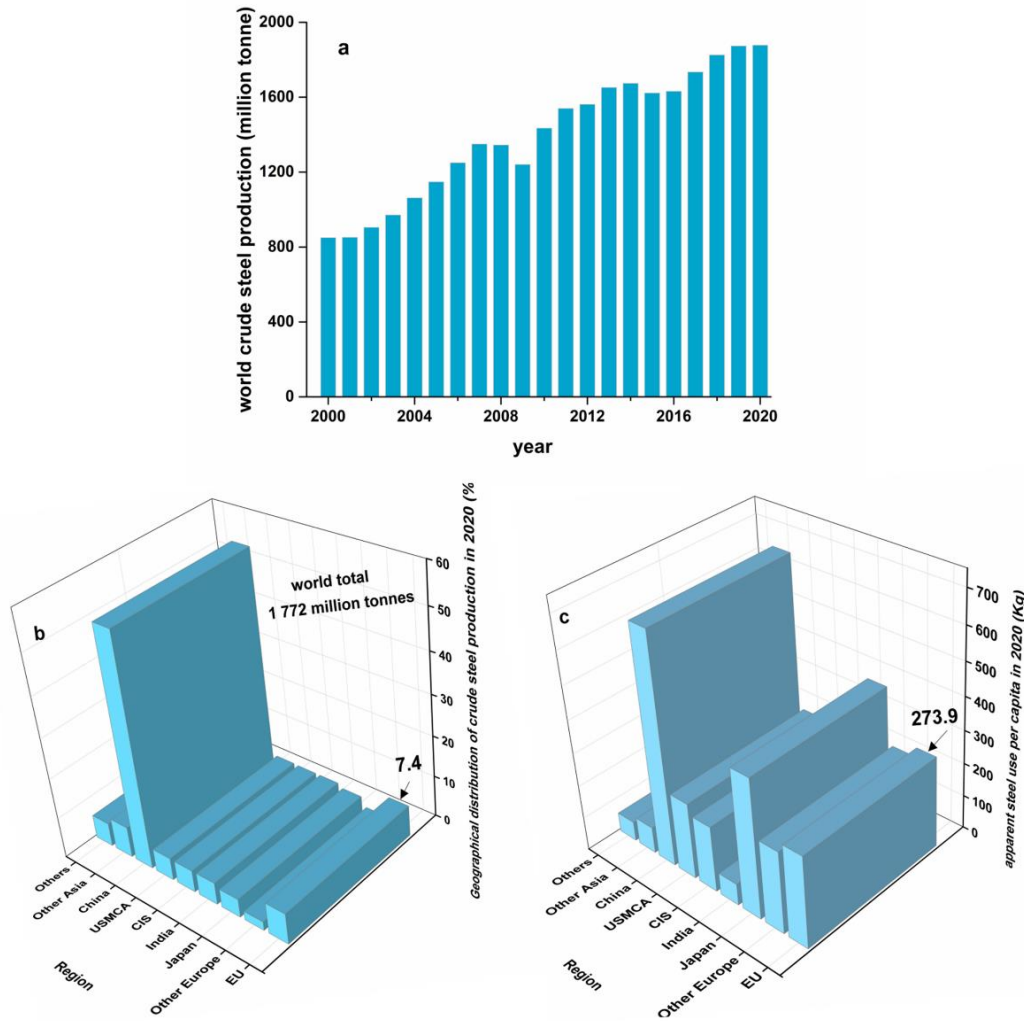 a
world crude steel production (million tonne)
2000
1600
1200
800
400
0
2000
2004
2008
2012
2016
2020
year
b
world total
1 772 million tonnes
7.4
Geographical distribution of crude steel production in 2020 (%
60
50
40
30
20
10
0
Others
Other Asia
China
USMCA
CIS
India
Japan
Other Europe
EU
Region
c
273.9
apparent steel use per capita in 2020 (Kg)
700
600
500
400
300
200
100
0
Others
Other Asia
China
USMCA
CIS
India
Japan
Other Europe
EU
Region